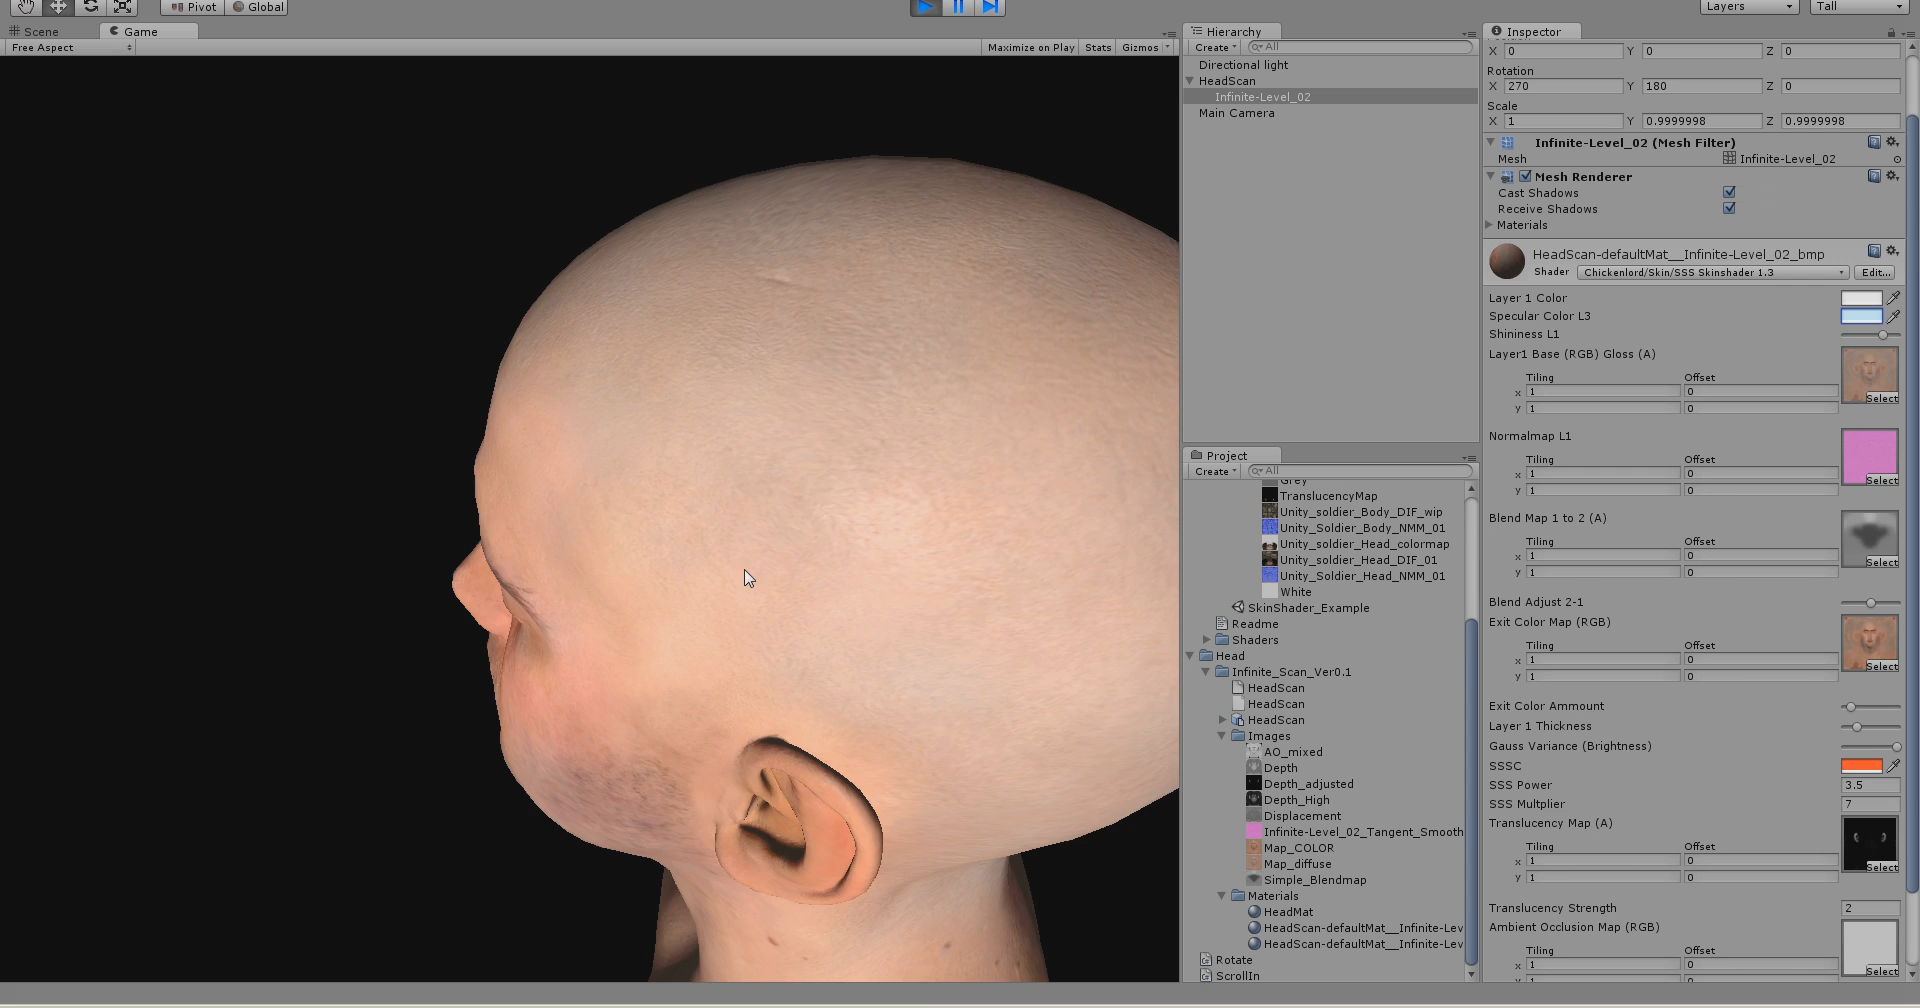 Pivot Global Layers Tall
Scene Game Hierarchy Inspector
Free Aspect Maximize on Play Stats Gizmos Create All
Directional light
HeadScan
Infinite-Level_02
Main Camera
Project
Create All
TranslucencyMap
Unity_soldier_Body_DIF_wip
Unity_Soldier_Body_NMM_01
Unity_soldier_Head_colormap
Unity_soldier_Head_DIF_01
Unity_Soldier_Head_NMM_01
White
SkinShader_Example
Readme
Shaders
Head
Infinite_Scan_Ver0.1
HeadScan
HeadScan
HeadScan
Images
AO_mixed
Depth
Depth_adjusted
Depth_High
Displacement
Infinite-Level_02_Tangent_Smooth
Map_COLOR
Map_diffuse
Simple_Blendmap
Materials
HeadMat
HeadScan-defaultMat__Infinite-Lev
HeadScan-defaultMat__Infinite-Lev
Rotate
ScrollIn
X 0 Y 0 Z 0
Rotation
X 270 Y 180 Z 0
Scale
X 1 Y 0.9999998 Z 0.9999998
Infinite-Level_02 (Mesh Filter)
Mesh Infinite-Level_02
Mesh Renderer
Cast Shadows
Receive Shadows
Materials
HeadScan-defaultMat__Infinite-Level_02_bmp
Shader Chickenlord/Skin/SSS Skinshader 1.3 Edit...
Layer 1 Color
Specular Color L3
Shininess L1
Layer1 Base (RGB) Gloss (A)
Tiling Offset
x 1 0 Select
y 1 0
Normalmap L1
Tiling Offset
x 1 0 Select
y 1 0
Blend Map 1 to 2 (A)
Tiling Offset
x 1 0 Select
y 1 0
Blend Adjust 2-1
Exit Color Map (RGB)
Tiling Offset
x 1 0 Select
y 1 0
Exit Color Ammount
Layer 1 Thickness
Gauss Variance (Brightness)
SSSC
SSS Power 3.5
SSS Multplier 7
Translucency Map (A)
Tiling Offset
x 1 0 Select
y 1 0
Translucency Strength 2
Ambient Occlusion Map (RGB)
Tiling Offset
x 1 0 Select